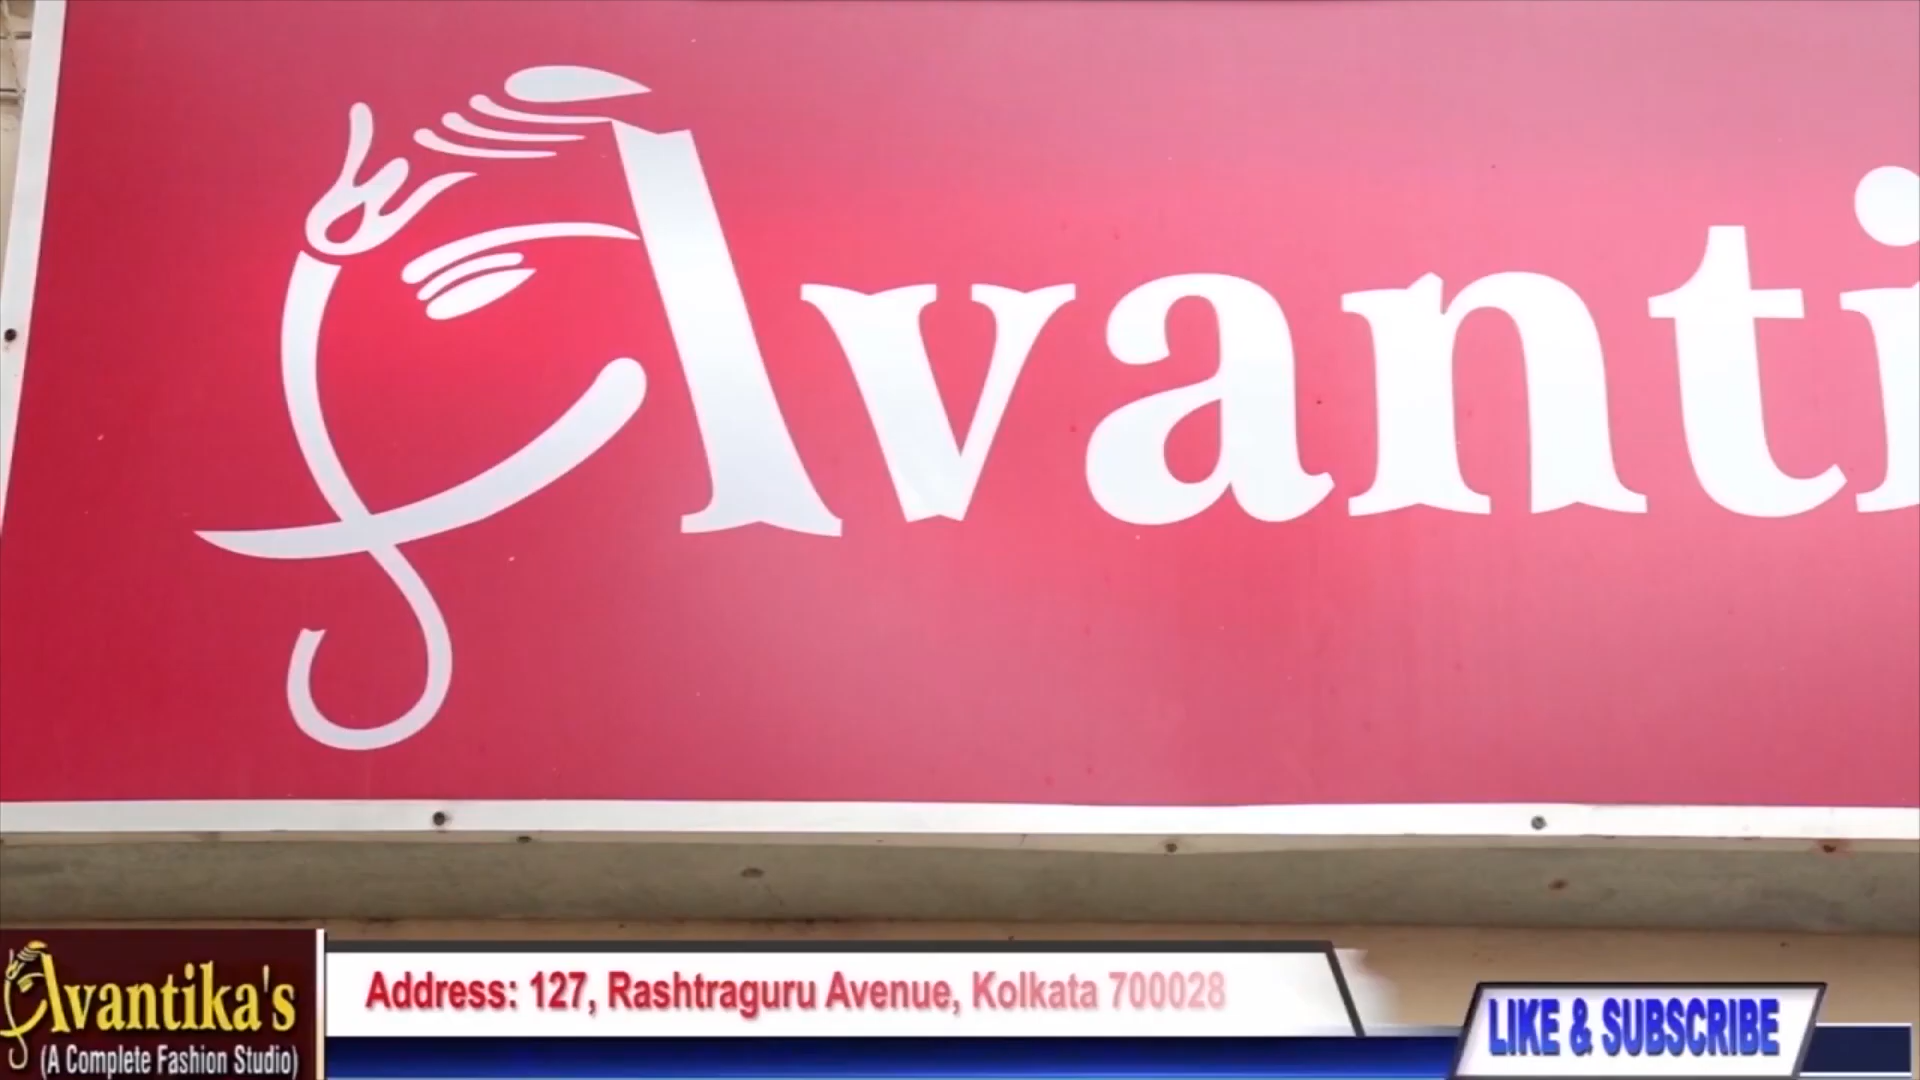 Avanti
Avantika's
(A Complete Fashion Studio)
Address: 127, Rashtraguru Avenue, Kolkata 700028
LIKE & SUBSCRIBE